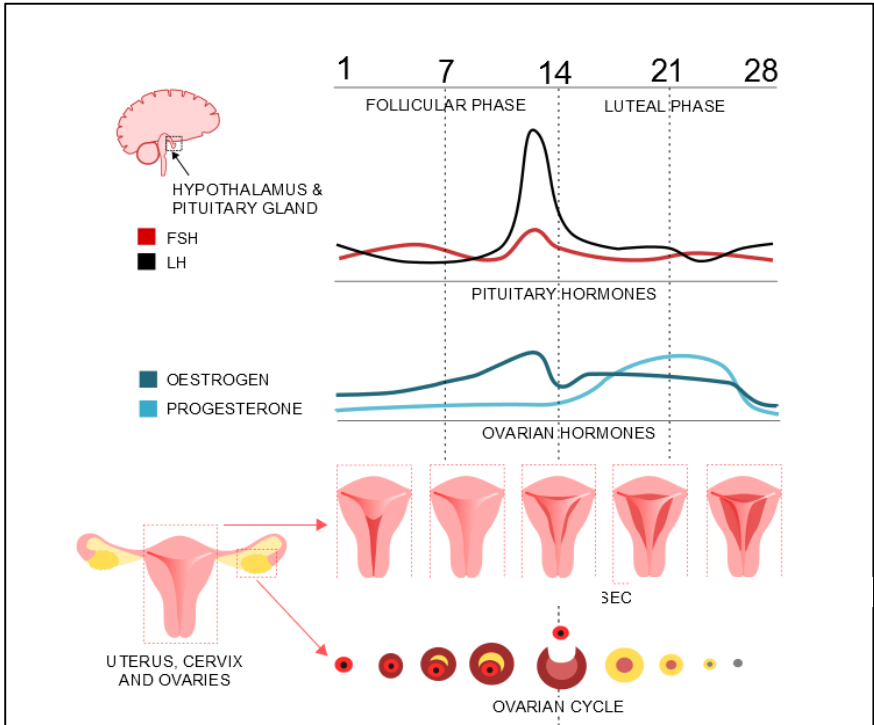 1 7 14 21 28
FOLLICULAR PHASE LUTEAL PHASE
HYPOTHALAMUS &
PITUITARY GLAND
FSH
LH
PITUITARY HORMONES
OESTROGEN
PROGESTERONE
OVARIAN HORMONES
SEC
UTERUS, CERVIX
AND OVARIES
OVARIAN CYCLE